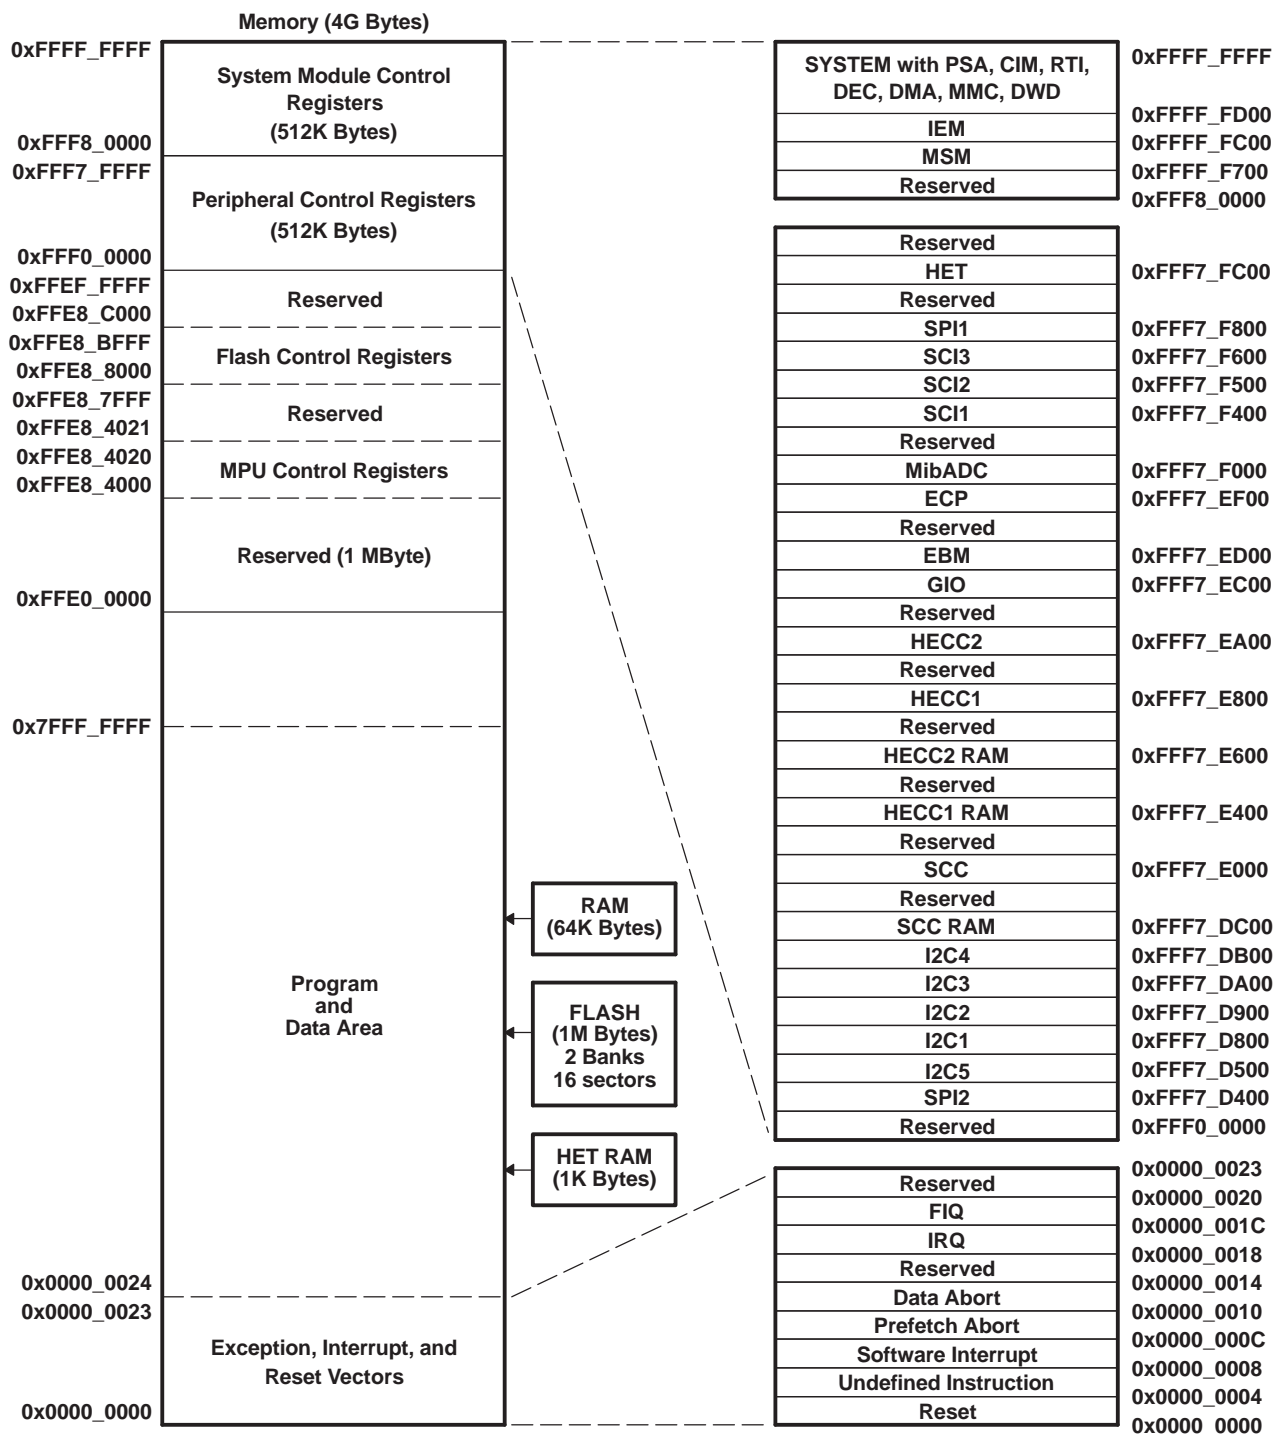 Memory (4G Bytes)
0xFFFF_FFFF
System Module Control
Registers
(512K Bytes)
0xFFF8_0000
0xFFF7_FFFF
Peripheral Control Registers
(512K Bytes)
0xFFF0_0000
0xFFEF_FFFF
Reserved
0xFFE8_C000
0xFFE8_BFFF
Flash Control Registers
0xFFE8_8000
0xFFE8_7FFF
Reserved
0xFFE8_4021
0xFFE8_4020
MPU Control Registers
0xFFE8_4000
Reserved (1 MByte)
0xFFE0_0000
0x7FFF_FFFF
Program
and
Data Area
0x0000_0024
0x0000_0023
Exception, Interrupt, and
Reset Vectors
0x0000_0000
RAM
(64K Bytes)
FLASH
(1M Bytes)
2 Banks
16 sectors
HET RAM
(1K Bytes)
SYSTEM with PSA, CIM, RTI,
DEC, DMA, MMC, DWD
0xFFFF_FFFF
0xFFFF_FD00
IEM
0xFFFF_FC00
MSM
0xFFFF_F700
Reserved
0xFFF8_0000
Reserved
HET 0xFFF7_FC00
Reserved
SPI1 0xFFF7_F800
SCI3 0xFFF7_F600
SCI2 0xFFF7_F500
SCI1 0xFFF7_F400
Reserved
MibADC 0xFFF7_F000
ECP 0xFFF7_EF00
Reserved
EBM 0xFFF7_ED00
GIO 0xFFF7_EC00
Reserved
HECC2 0xFFF7_EA00
Reserved
HECC1 0xFFF7_E800
Reserved
HECC2 RAM 0xFFF7_E600
Reserved
HECC1 RAM 0xFFF7_E400
Reserved
SCC 0xFFF7_E000
Reserved
SCC RAM 0xFFF7_DC00
I2C4 0xFFF7_DB00
I2C3 0xFFF7_DA00
I2C2 0xFFF7_D900
I2C1 0xFFF7_D800
I2C5 0xFFF7_D500
SPI2 0xFFF7_D400
Reserved 0xFFF0_0000
0x0000_0023
Reserved
0x0000_0020
FIQ
0x0000_001C
IRQ
0x0000_0018
Reserved
0x0000_0014
Data Abort
0x0000_0010
Prefetch Abort
0x0000_000C
Software Interrupt
0x0000_0008
Undefined Instruction
0x0000_0004
Reset
0x0000_0000